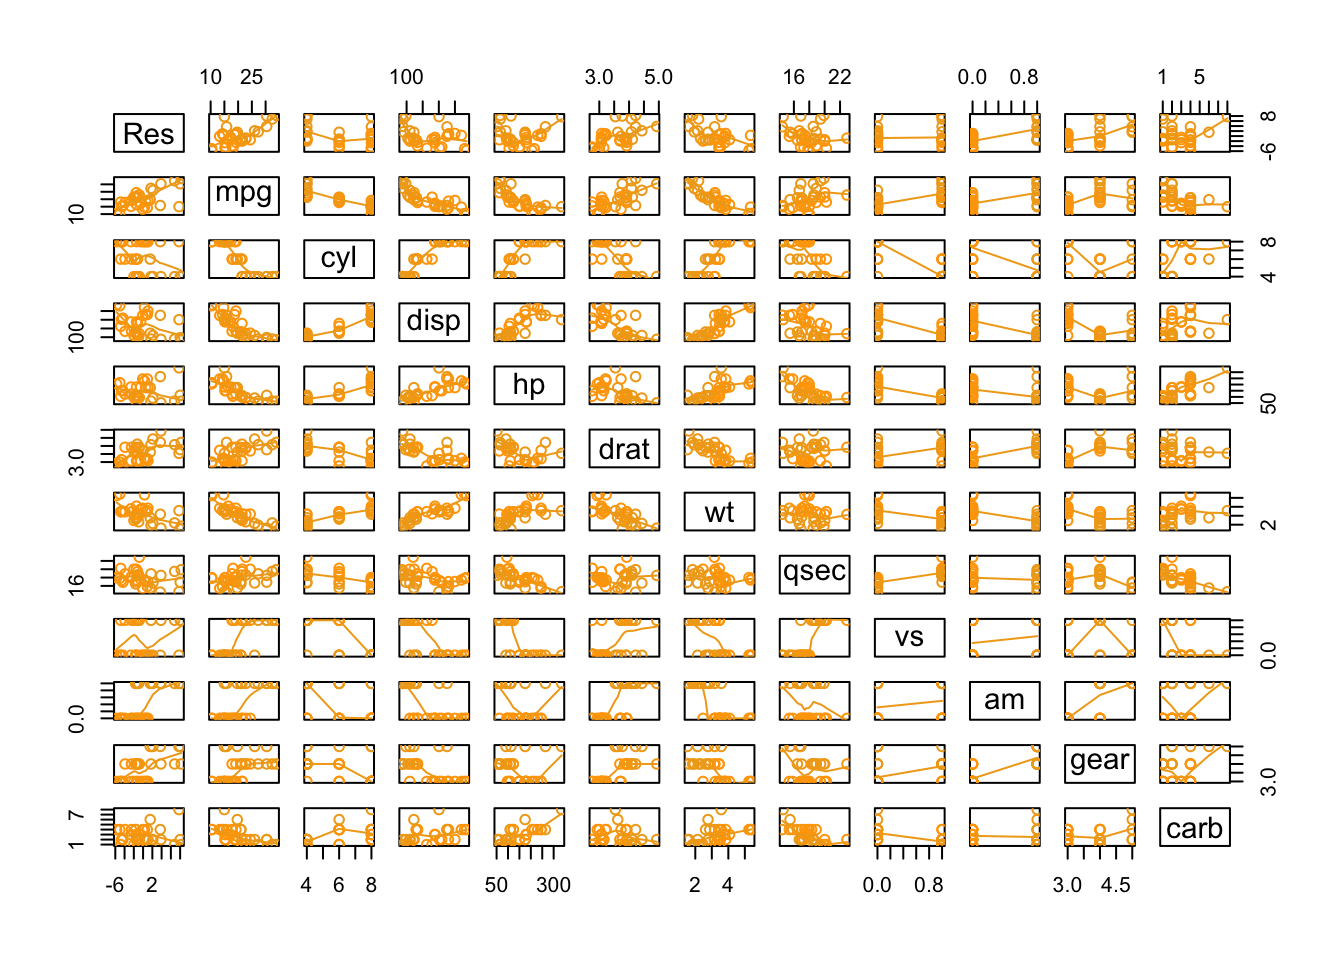 10 25 100 3.0 5.0 16 22 0.0 0.8 1 5
Res 8 -6
10 mpg
cyl 8 4
100 disp
hp 50
3.0 drat
wt 2
16 qsec
vs 0.0
0.0 am
gear 3.0
1 7 carb
-6 2 4 6 8 50 300 2 4 0.0 0.8 3.0 4.5